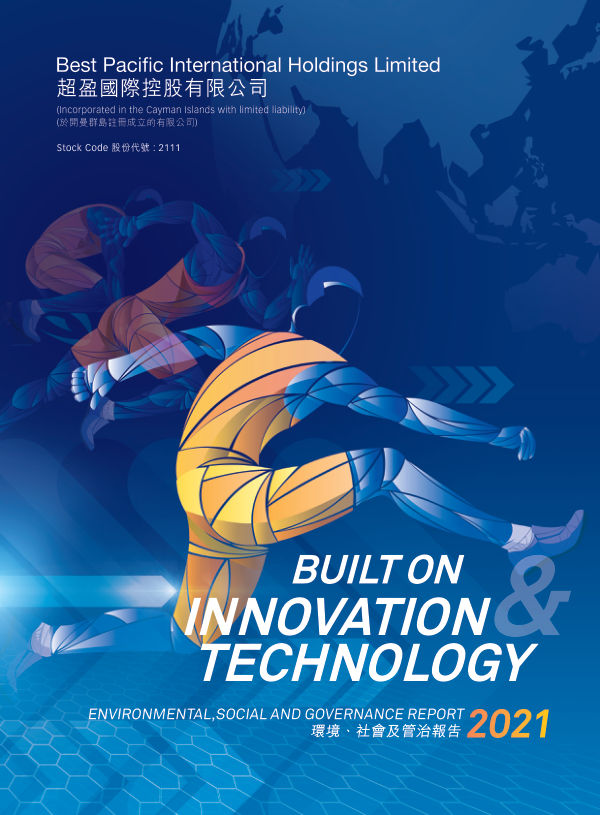 Best Pacific International Holdings Limited
超盈國際控股有限公司
(Incorporated in the Cayman Islands with limited liability)
(於開曼群島註冊成立的有限公司)
Stock Code 股份代號 : 2111
BUILT ON
INNOVATION &
TECHNOLOGY
ENVIRONMENTAL,SOCIAL AND GOVERNANCE REPORT 2021
環境、社會及管治報告